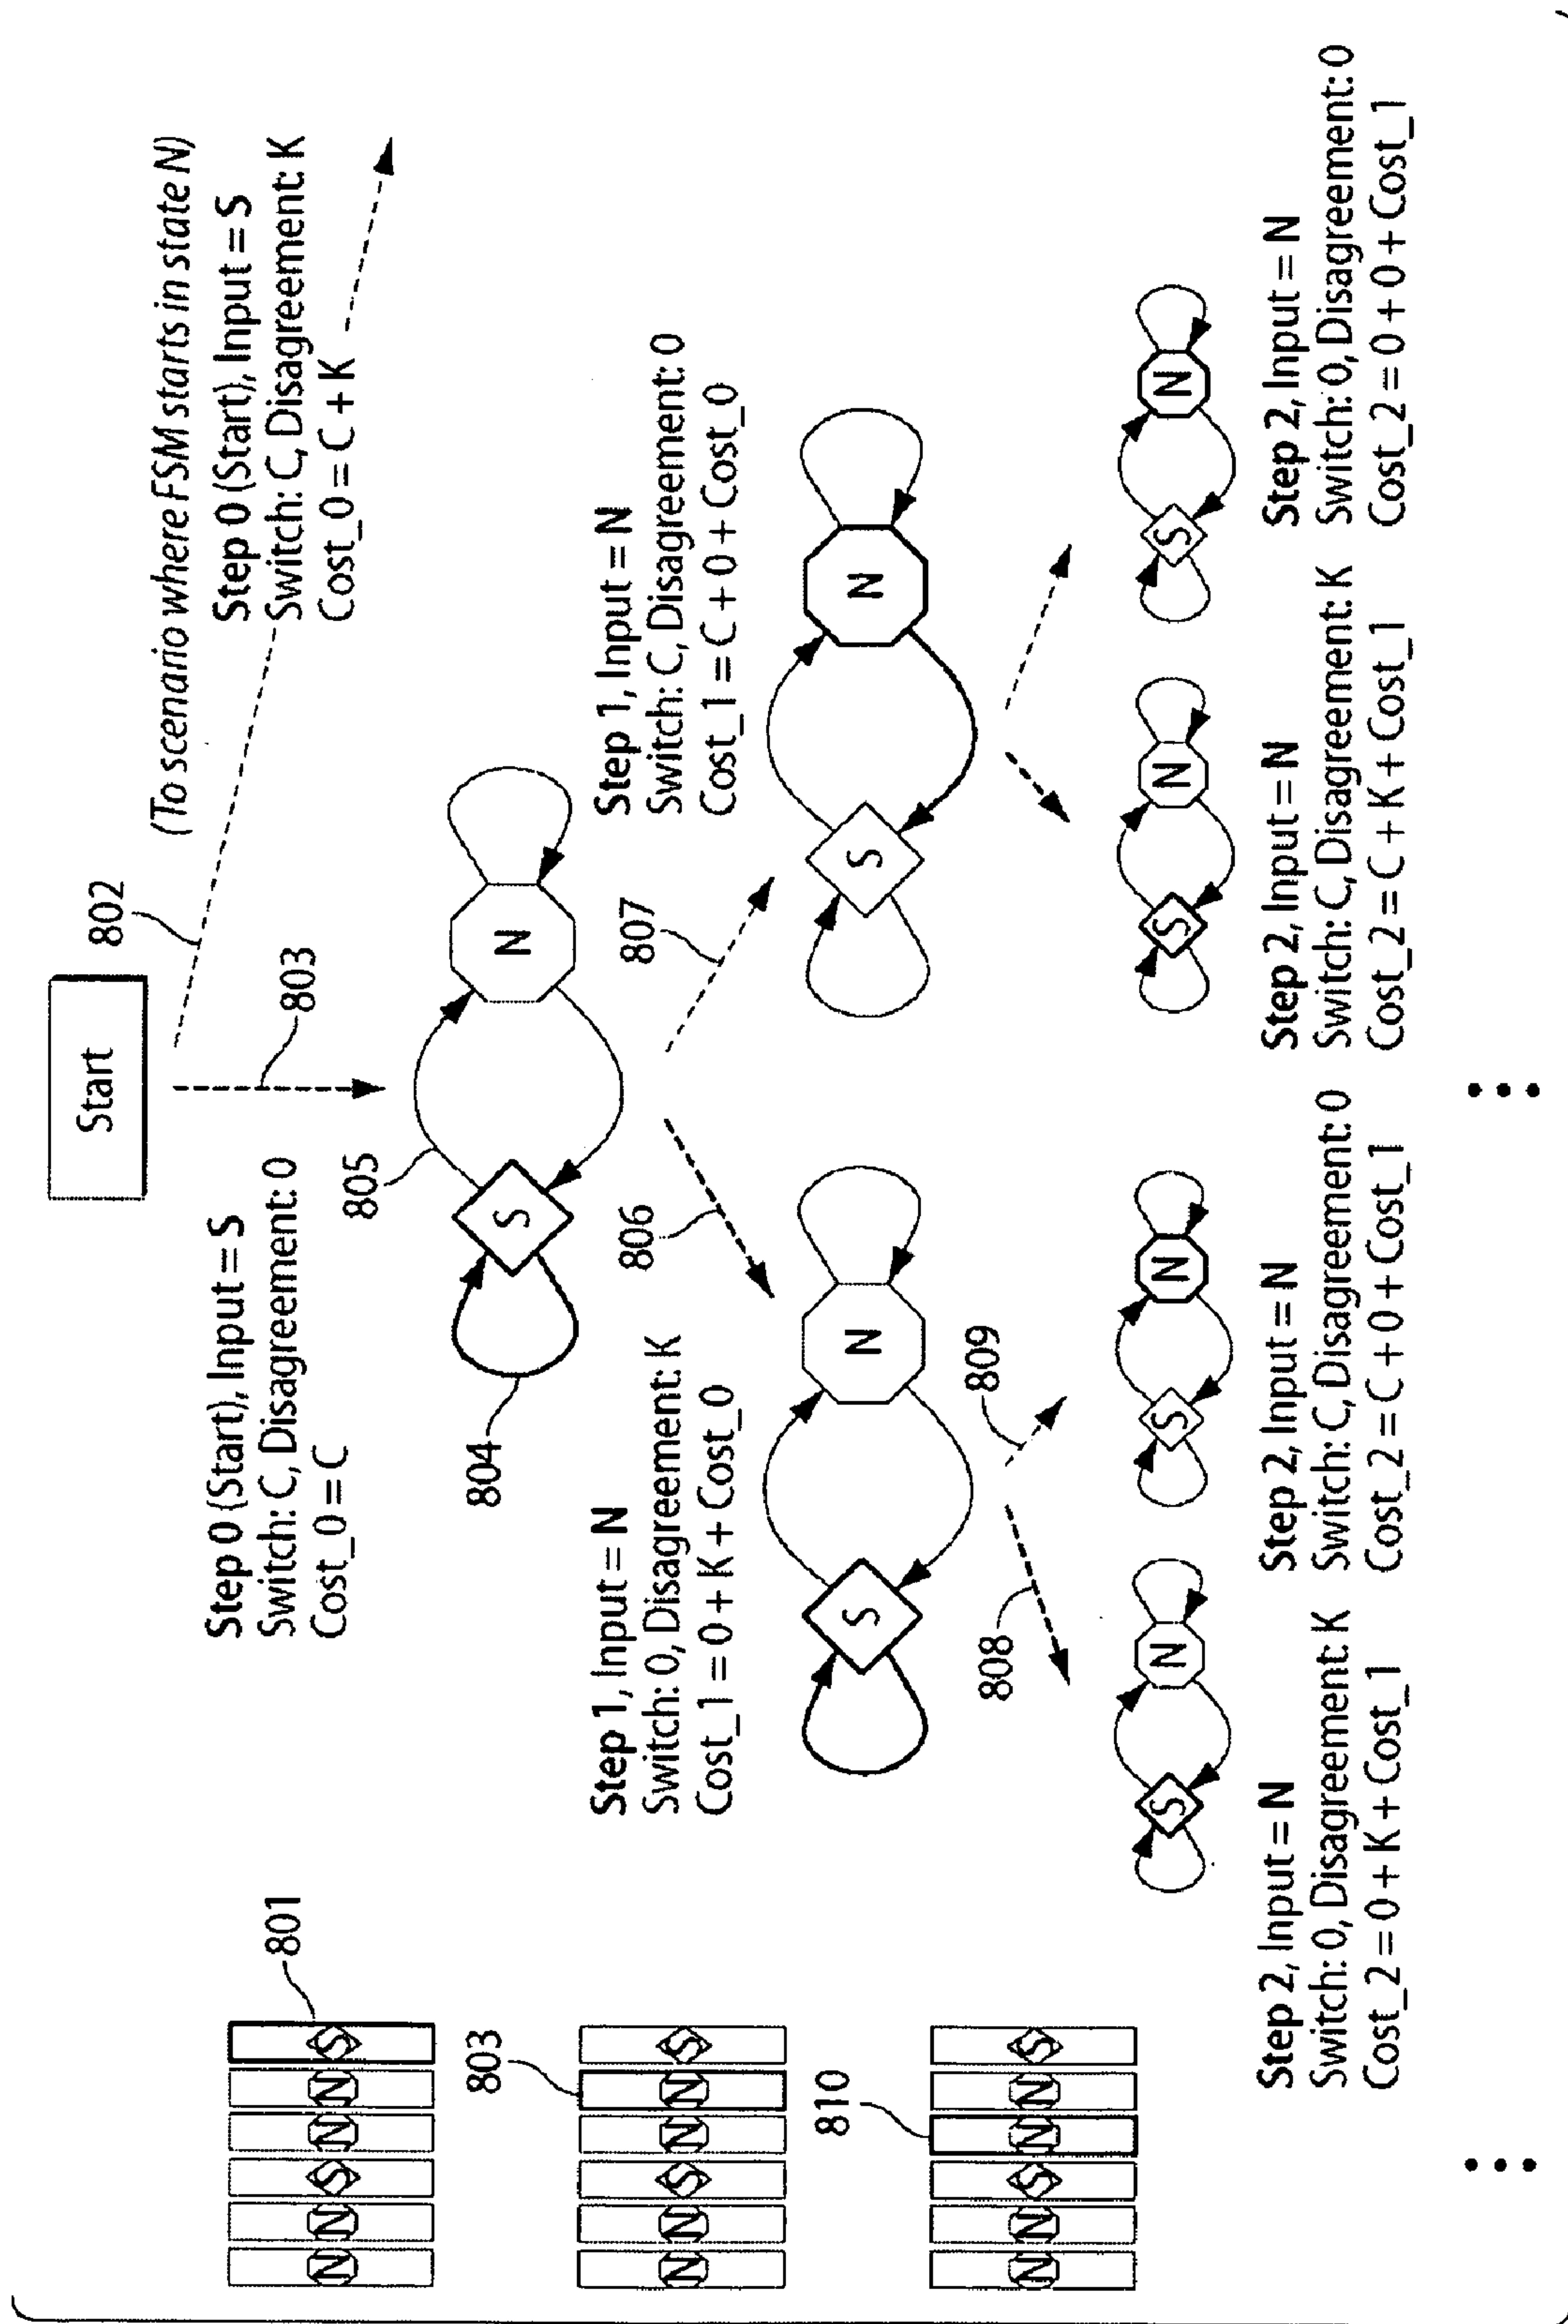 Start
802
(To scenario where FSM starts in state N)
Step 0 (Start), Input = S
Switch: C, Disagreement: K
Cost_0 = C + K
803
Step 0 (Start), Input = S
Switch: C, Disagreement: 0
Cost_0 = C
801
N N S N N S
805
S
N
804
803
N N S N N S
806
807
Step 1, Input = N
Switch: 0, Disagreement: K
Cost_1 = 0 + K + Cost_0
Step 1, Input = N
Switch: C, Disagreement: 0
Cost_1 = C + 0 + Cost_0
S
N
S
N
810
N N S N N S
808
809
S
N
S
N
S
N
S
N
Step 2, Input = N
Switch: 0, Disagreement: K
Cost_2 = 0 + K + Cost_1
Step 2, Input = N
Switch: C, Disagreement: 0
Cost_2 = C + 0 + Cost_1
Step 2, Input = N
Switch: C, Disagreement: K
Cost_2 = C + K + Cost_1
Step 2, Input = N
Switch: 0, Disagreement: 0
Cost_2 = 0 + 0 + Cost_1